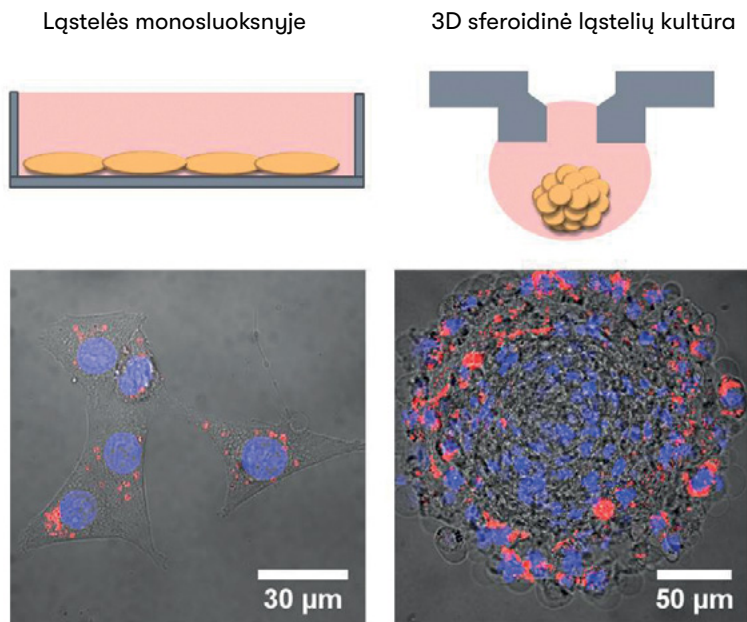 Ląstelės monosluoksnyje
3D sferoidinė ląstelių kultūra
30 µm
50 µm